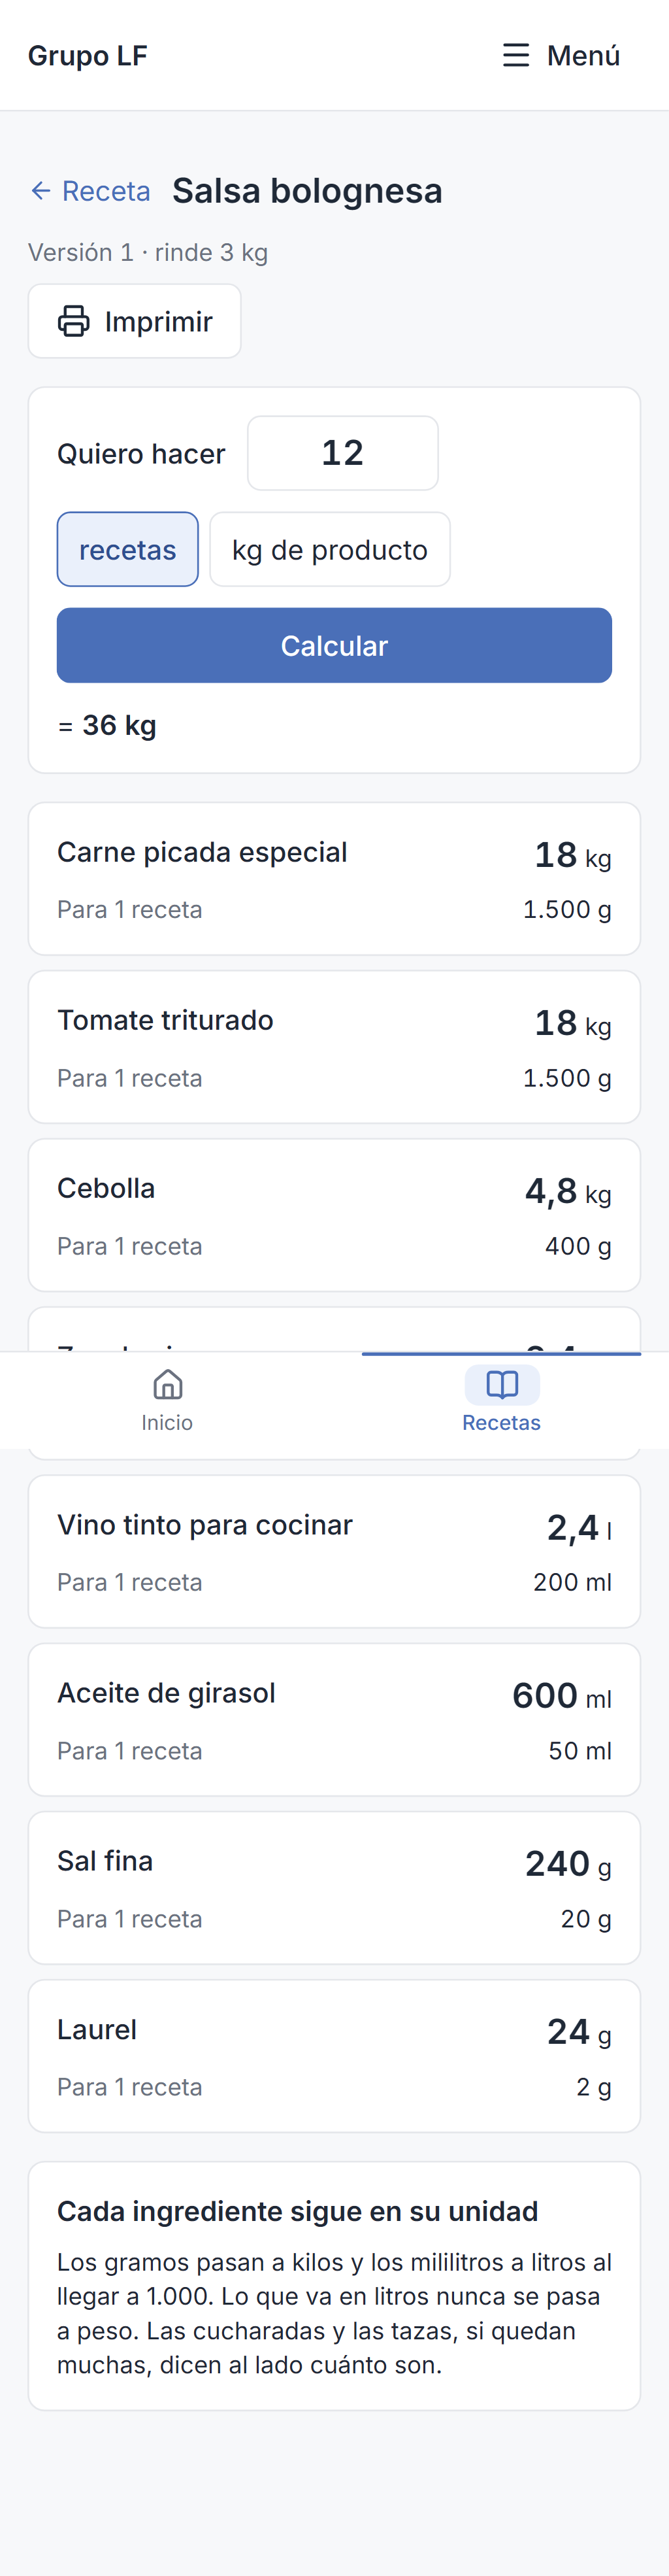 Grupo LF
Menú
← Receta Salsa bolognesa
Versión 1 · rinde 3 kg
Imprimir
Quiero hacer 12
recetas kg de producto
Calcular
= 36 kg
Carne picada especial 18 kg
Para 1 receta 1.500 g
Tomate triturado 18 kg
Para 1 receta 1.500 g
Cebolla 4,8 kg
Para 1 receta 400 g
Inicio Recetas
Vino tinto para cocinar 2,4 l
Para 1 receta 200 ml
Aceite de girasol 600 ml
Para 1 receta 50 ml
Sal fina 240 g
Para 1 receta 20 g
Laurel 24 g
Para 1 receta 2 g
Cada ingrediente sigue en su unidad
Los gramos pasan a kilos y los mililitros a litros al
llegar a 1.000. Lo que va en litros nunca se pasa
a peso. Las cucharadas y las tazas, si quedan
muchas, dicen al lado cuánto son.